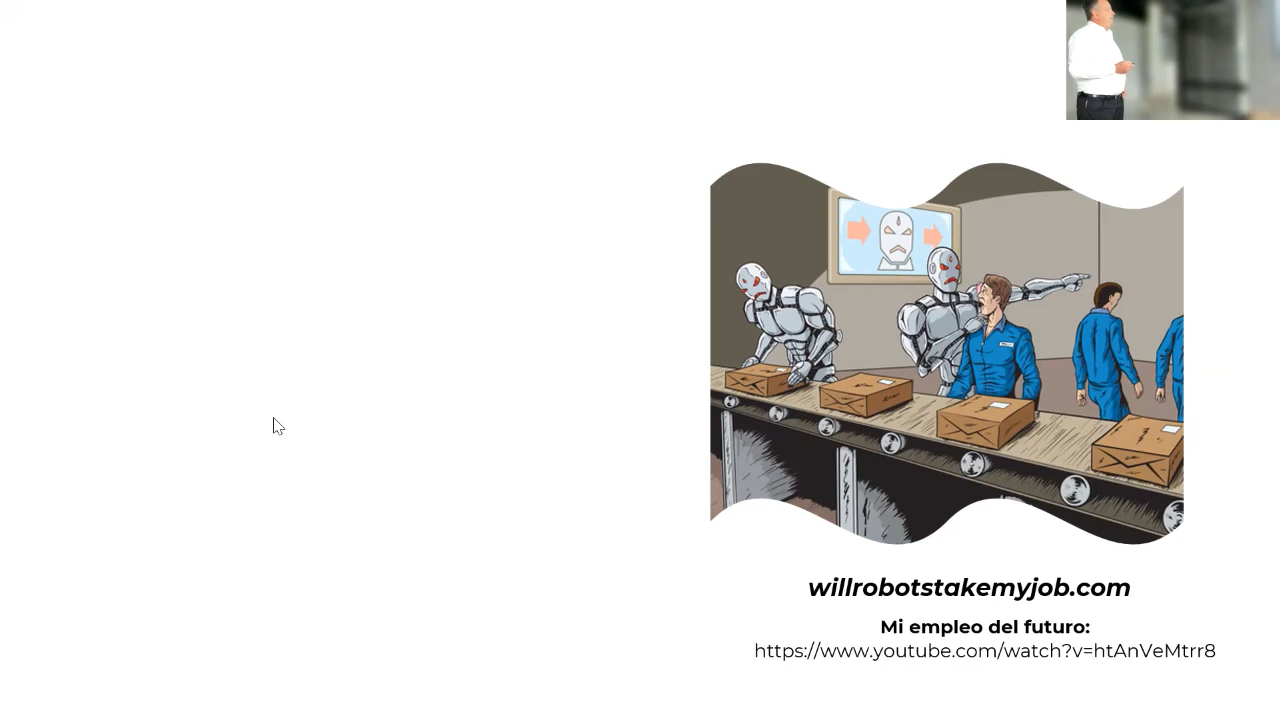 willrobotstakemyjob.com
Mi empleo del futuro:
https://www.youtube.com/watch?v=htAnVeMtrr8